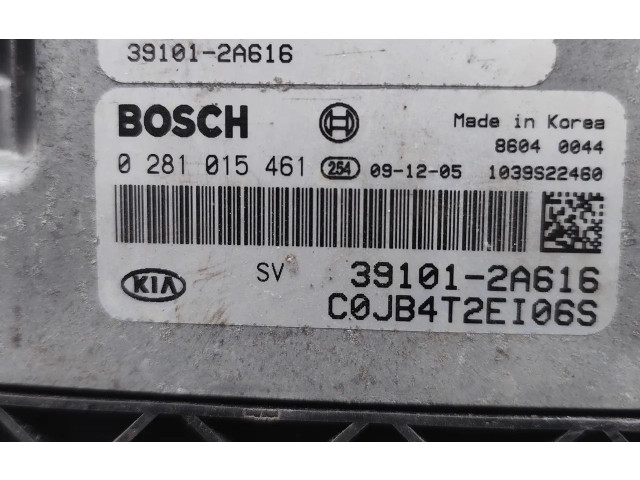 39101-2A616
BOSCH
Made in Korea
8604 0044
0 281 015 461 254 09-12-05 1039S22460
KIA SV 39101-2A616
C0JB4T2EI06S